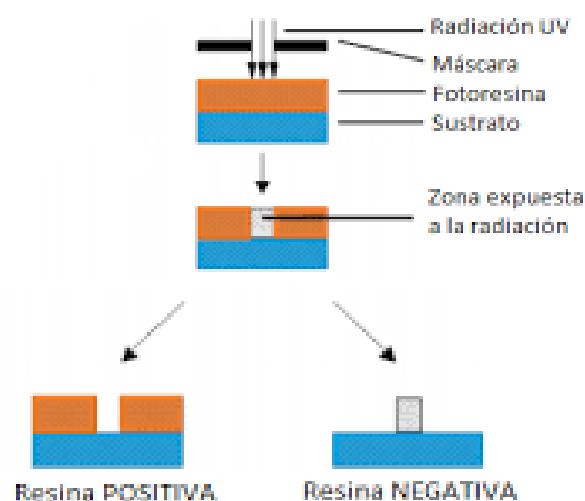 Radiación UV
Máscara
Fotoresina
Sustrato
Zona expuesta
a la radiación
Resina POSITIVA
Resina NEGATIVA